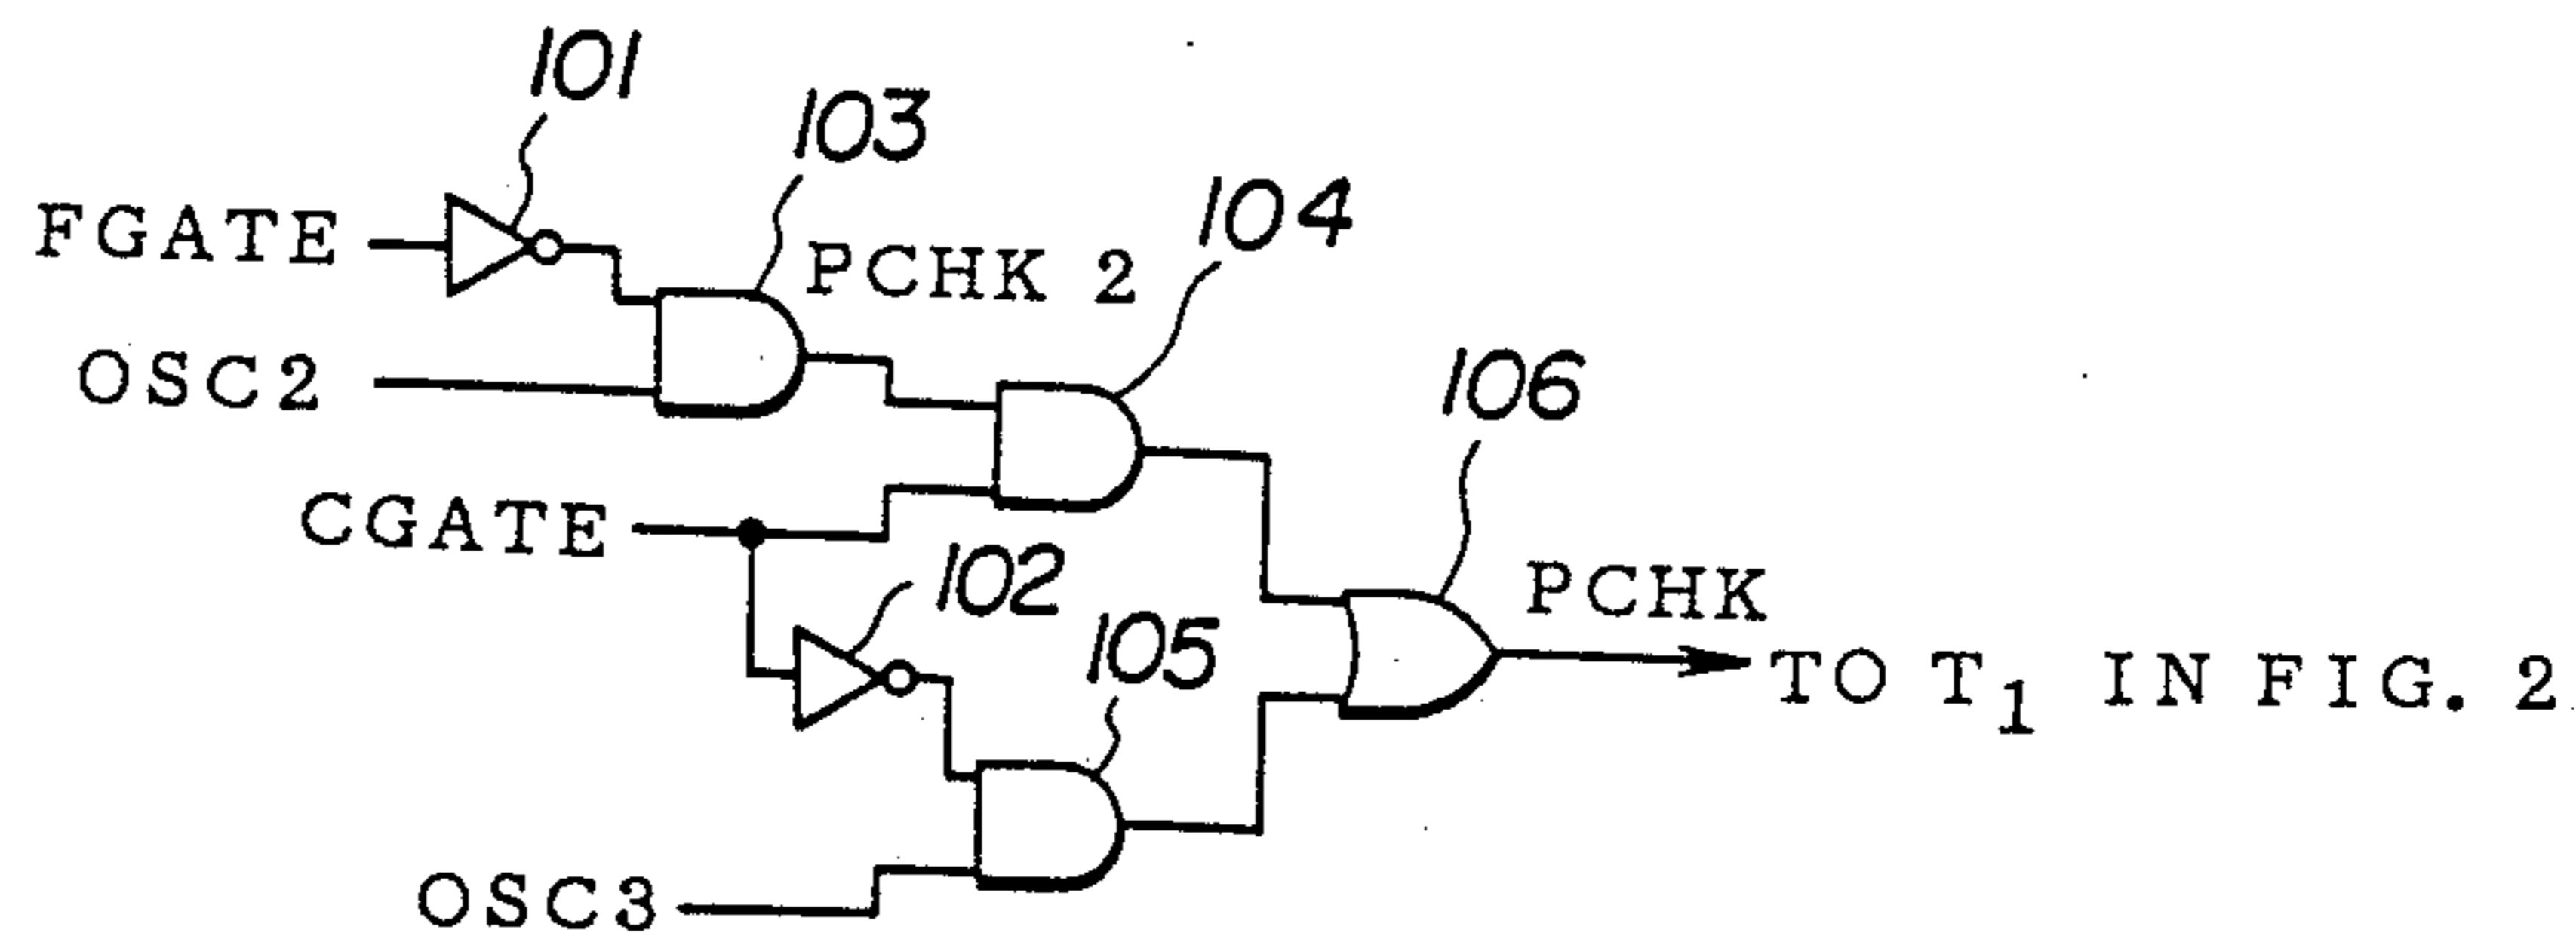 101
103
FGATE
PCHK 2
104
OSC2
106
CGATE
102
105
PCHK
TO T1 IN FIG. 2
OSC3